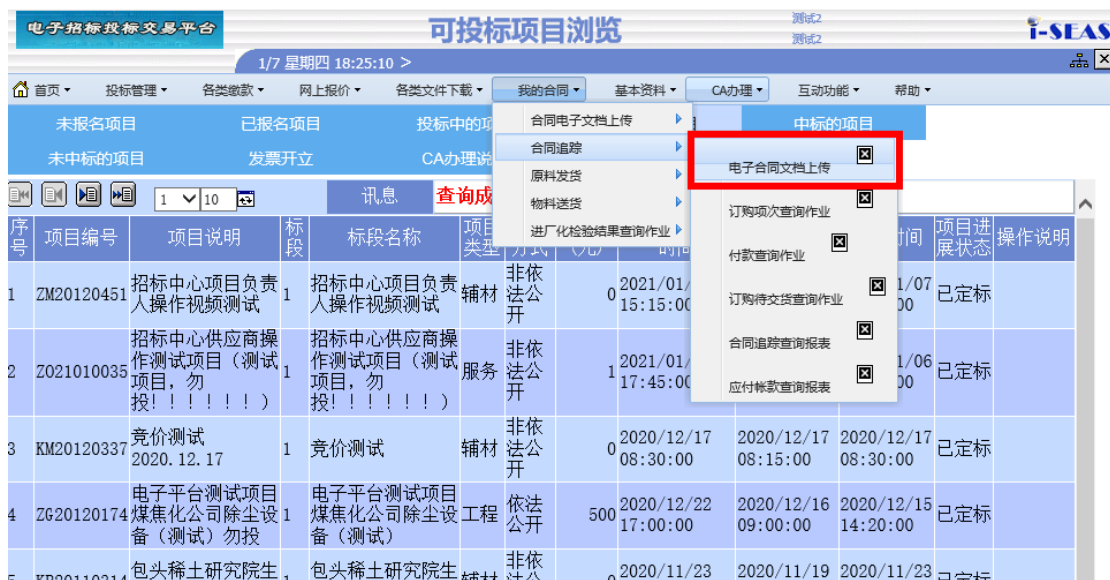 电子招标投标交易平台
可投标项目浏览
测试2
测试2
i-SEAS
1/7 星期四 18:25:10 >
首页 投标管理 各类缴款 网上报价 各类文件下载 我的合同 基本资料 CA办理 互动功能 帮助
未报名项目 已报名项目 投标中的项 中标的项目
未中标的项目 发票开立 CA办理说
合同电子文档上传
合同追踪
原料发货
物料送货
进厂化检验结果查询作业
电子合同文档上传
订购项次查询作业
付款查询作业
订购待交货查询作业
合同追踪查询报表
应付帐款查询报表
1 10 讯息 查询成
序号 项目编号 项目说明 标段 标段名称 项目类型 方式 时间 项目进展状态 操作说明
1 ZM20120451 招标中心项目负责人操作视频测试 1 招标中心项目负责人操作视频测试 辅材 非依法公开 0 2021/01/ 15:15:00 1/07 已定标
2 Z021010035 招标中心供应商操作测试项目（测试项目，勿投！！！！！！） 1 招标中心供应商操作测试项目（测试项目，勿投！！！！！！） 服务 非依法公开 1 2021/01/ 17:45:00 1/06 已定标
3 KM20120337 竞价测试2020.12.17 1 竞价测试 辅材 非依法公开 0 2020/12/17 08:30:00 2020/12/17 08:15:00 2020/12/17 08:30:00 已定标
4 ZG20120174 电子平台测试项目煤焦化公司除尘设备（测试）勿投 1 电子平台测试项目煤焦化公司除尘设备（测试） 工程 依法公开 500 2020/12/22 17:00:00 2020/12/16 09:00:00 2020/12/15 14:20:00 已定标
包头稀土研究院生 包头稀土研究院生 非依 2020/11/23 2020/11/19 2020/11/23